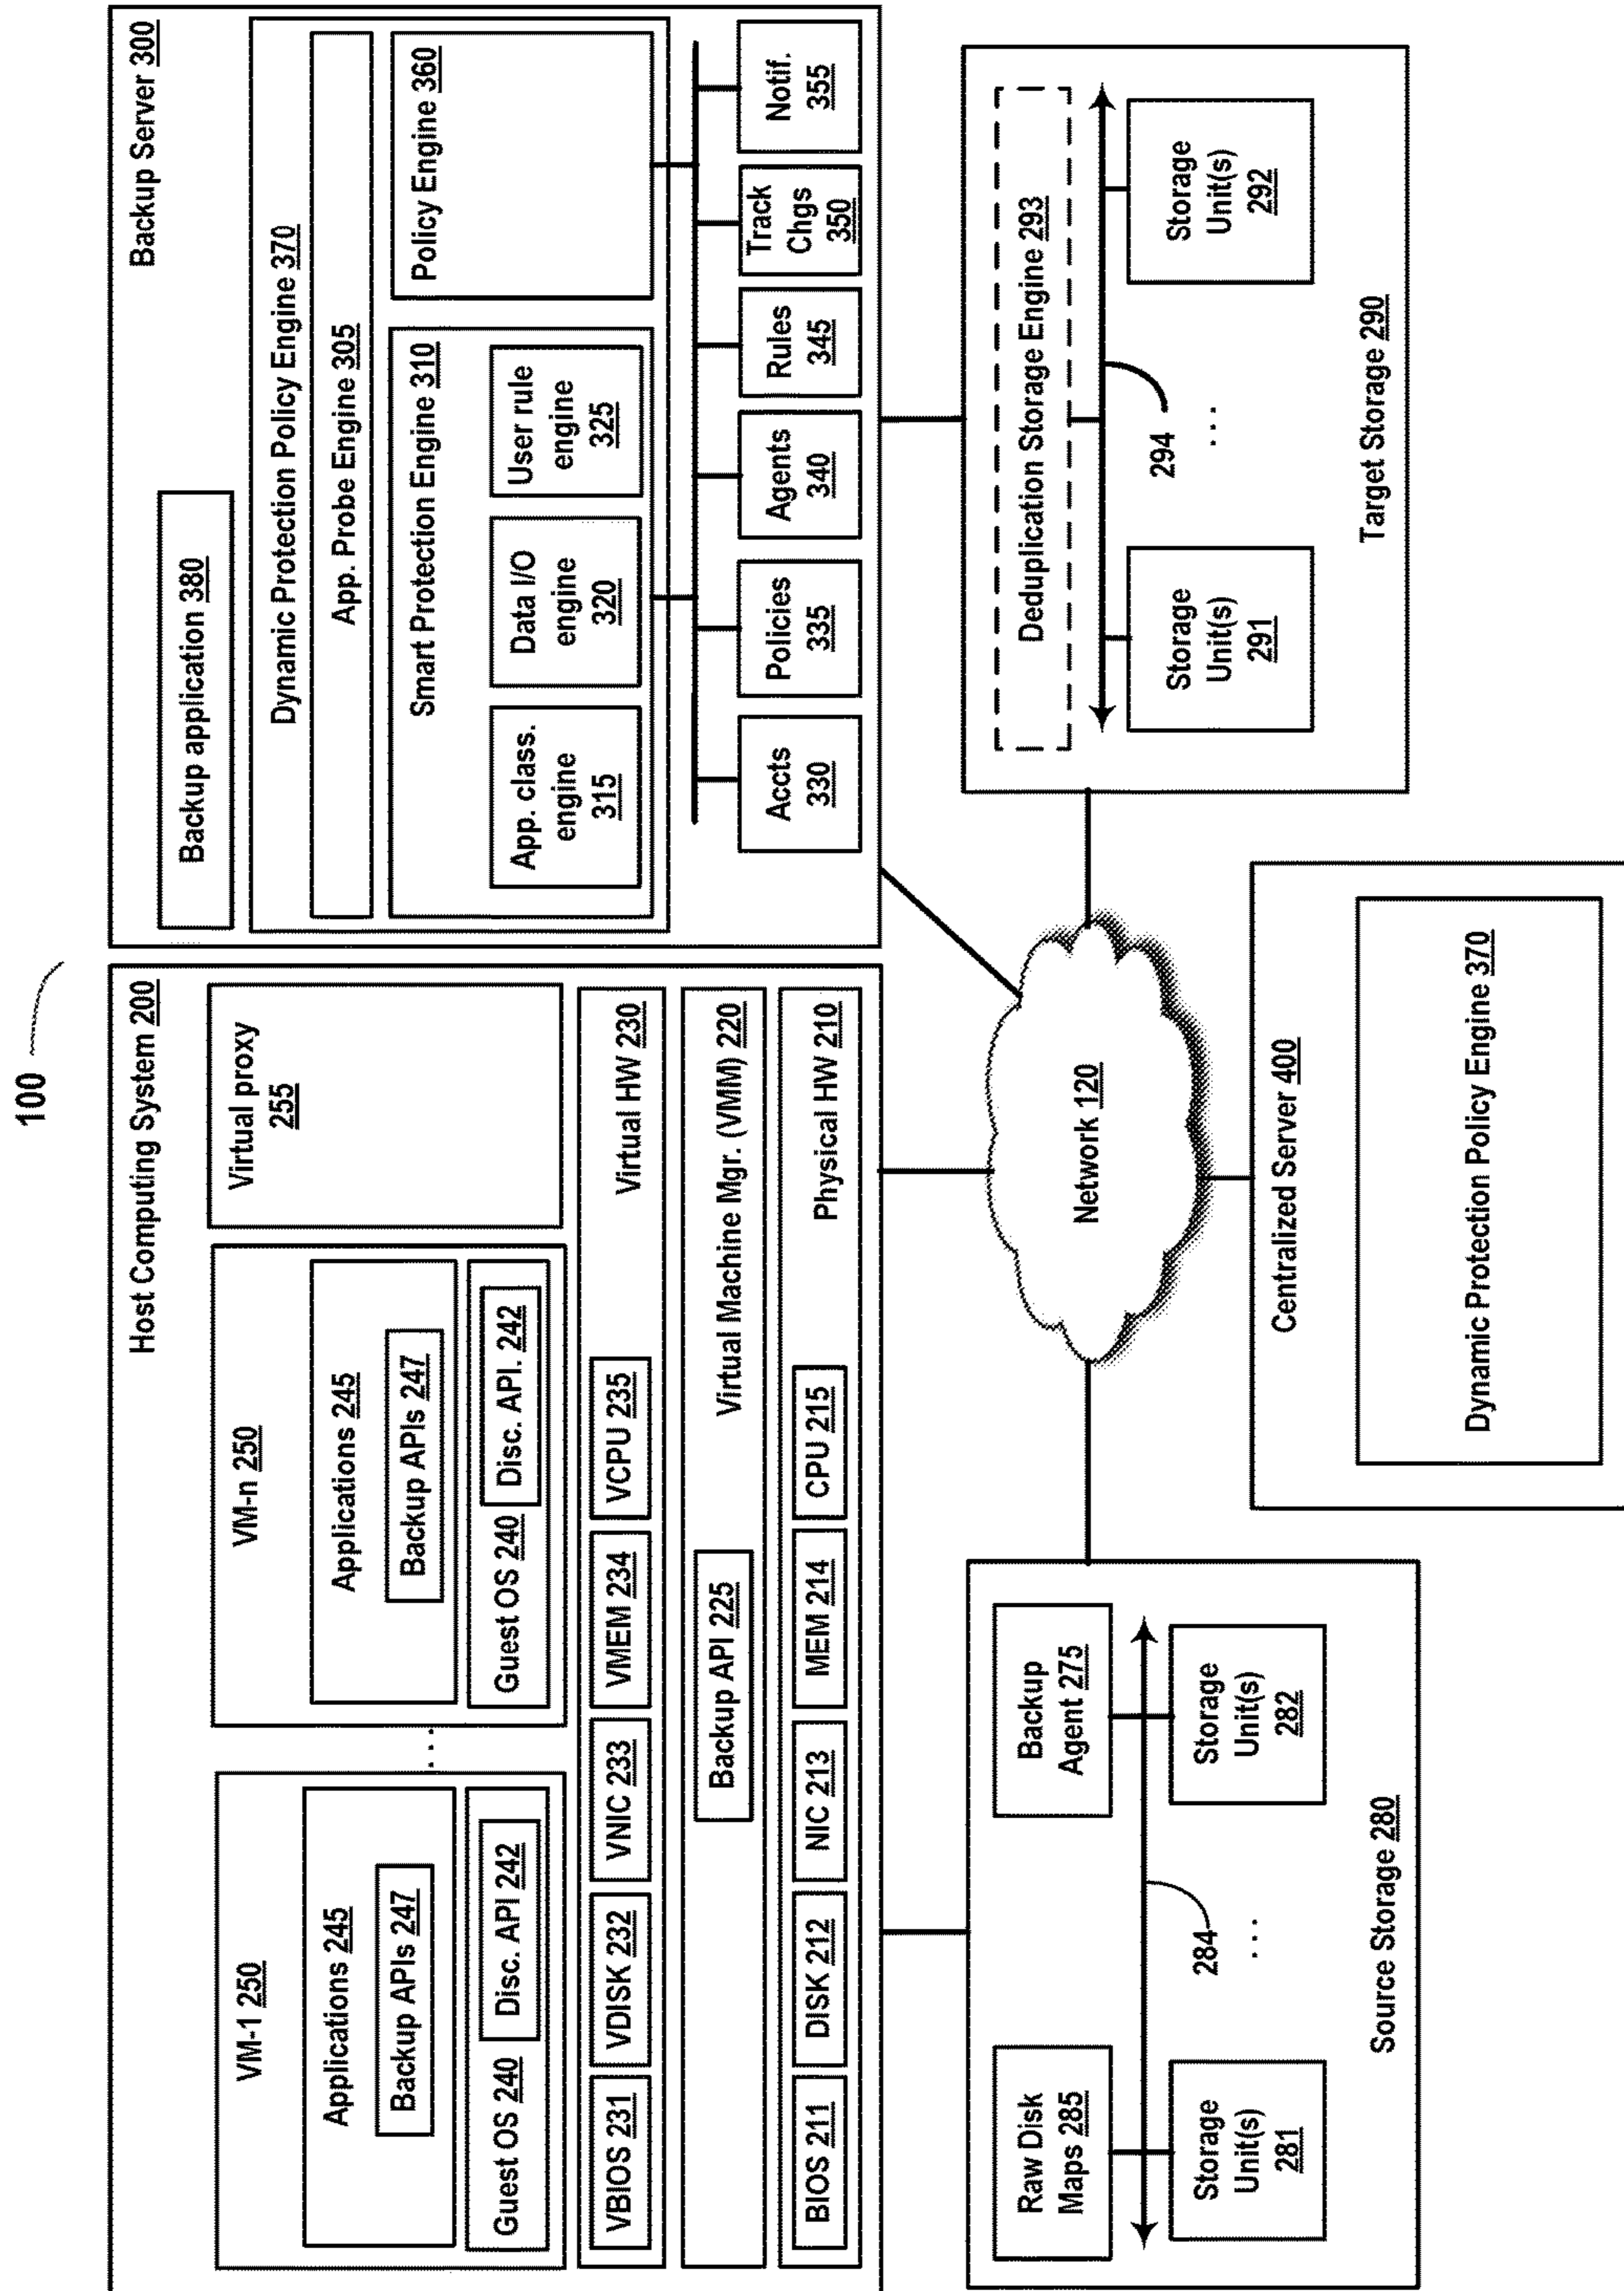 100
Host Computing System 200
VM-1 250
Applications 245
Backup APIs 247
Guest OS 240
Disc. API 242
...
VM-n 250
Applications 245
Backup APIs 247
Guest OS 240
Disc. API. 242
Virtual proxy
255
VBIOS 231
VDISK 232
VNIC 233
VMEM 234
VCPU 235
Virtual HW 230
Backup API 225
Virtual Machine Mgr. (VMM) 220
BIOS 211
DISK 212
NIC 213
MEM 214
CPU 215
Physical HW 210
Backup Server 300
Backup application 380
Dynamic Protection Policy Engine 370
App. Probe Engine 305
Smart Protection Engine 310
App. class.
engine
315
Data I/O
engine
320
User rule
engine
325
Policy Engine 360
Accts
330
Policies
335
Agents
340
Rules
345
Track
Chgs
350
Notif.
355
Raw Disk
Maps 285
Backup
Agent 275
Storage
Unit(s)
281
284
...
Storage
Unit(s)
282
Source Storage 280
Network 120
Centralized Server 400
Dynamic Protection Policy Engine 370
Deduplication Storage Engine 293
Storage
Unit(s)
291
294
...
Storage
Unit(s)
292
Target Storage 290